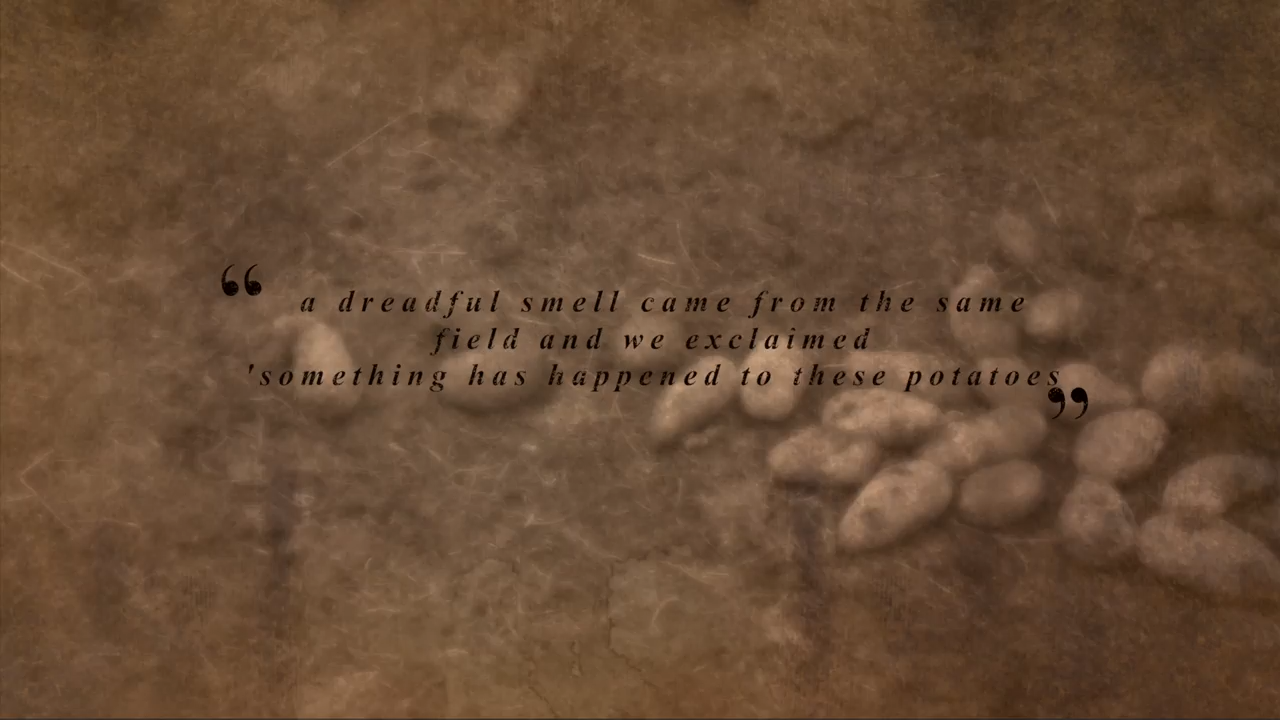 “ a dreadful smell came from the same
field and we exclaimed
'something has happened to these potatoes ”